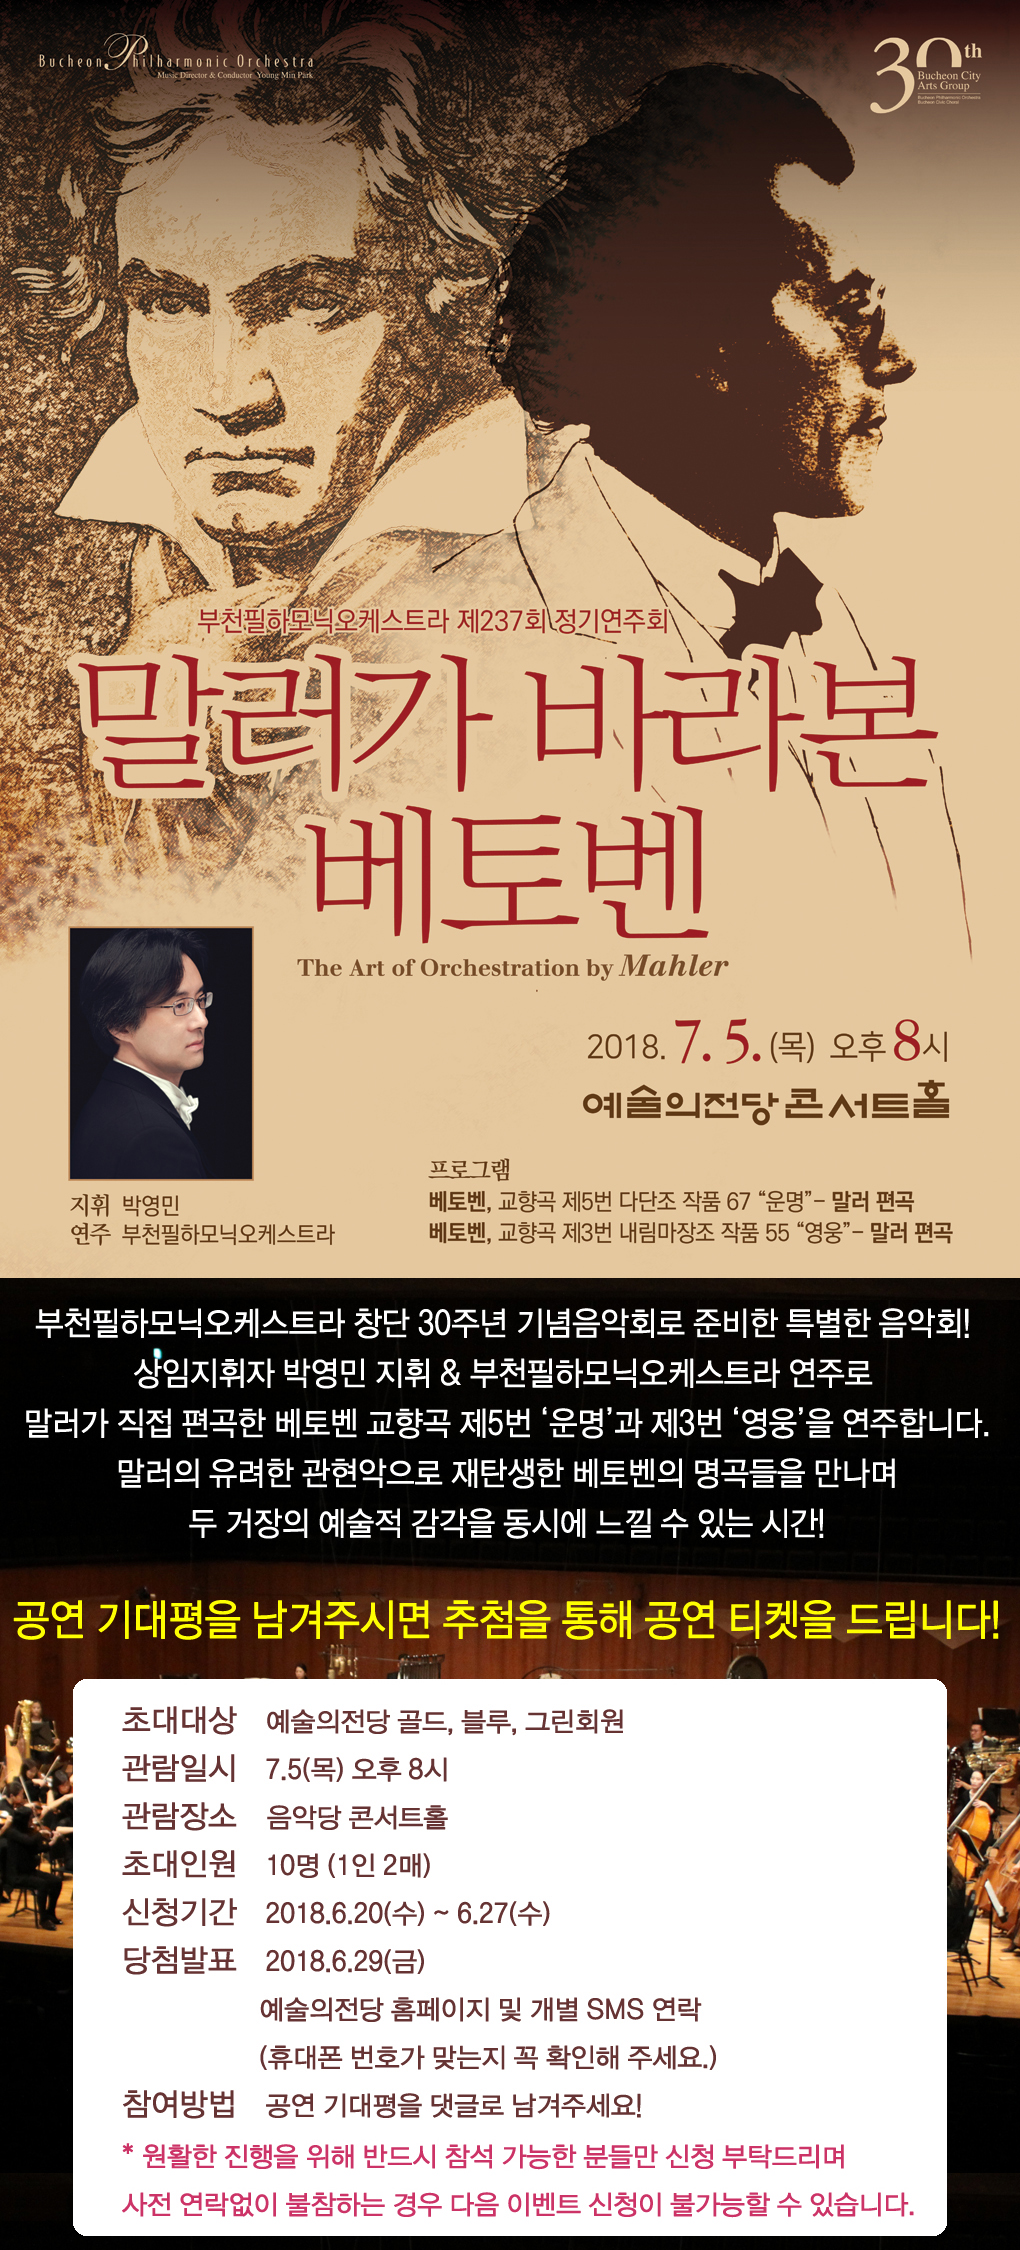 Bucheon Philharmonic Orchestra
Music Director & Conductor Young Min Park
30th
Bucheon City
Arts Group
Bucheon Philharmonic Orchestra
Bucheon Civic Chorale
부천필하모닉오케스트라 제237회 정기연주회
말러가 바라본
베토벤
The Art of Orchestration by Mahler
2018. 7. 5. (목) 오후 8시
예술의전당 콘서트홀
지휘 박영민
연주 부천필하모닉오케스트라
프로그램
베토벤, 교향곡 제5번 다단조 작품 67 “운명”- 말러 편곡
베토벤, 교향곡 제3번 내림마장조 작품 55 “영웅”- 말러 편곡
부천필하모닉오케스트라 창단 30주년 기념음악회로 준비한 특별한 음악회!
상임지휘자 박영민 지휘 & 부천필하모닉오케스트라 연주로
말러가 직접 편곡한 베토벤 교향곡 제5번 ‘운명’과 제3번 ‘영웅’을 연주합니다.
말러의 유려한 관현악으로 재탄생한 베토벤의 명곡들을 만나며
두 거장의 예술적 감각을 동시에 느낄 수 있는 시간!
공연 기대평을 남겨주시면 추첨을 통해 공연 티켓을 드립니다!
초대대상 예술의전당 골드, 블루, 그린회원
관람일시 7.5(목) 오후 8시
관람장소 음악당 콘서트홀
초대인원 10명 (1인 2매)
신청기간 2018.6.20(수) ~ 6.27(수)
당첨발표 2018.6.29(금)
예술의전당 홈페이지 및 개별 SMS 연락
(휴대폰 번호가 맞는지 꼭 확인해 주세요.)
참여방법 공연 기대평을 댓글로 남겨주세요!
* 원활한 진행을 위해 반드시 참석 가능한 분들만 신청 부탁드리며
사전 연락없이 불참하는 경우 다음 이벤트 신청이 불가능할 수 있습니다.